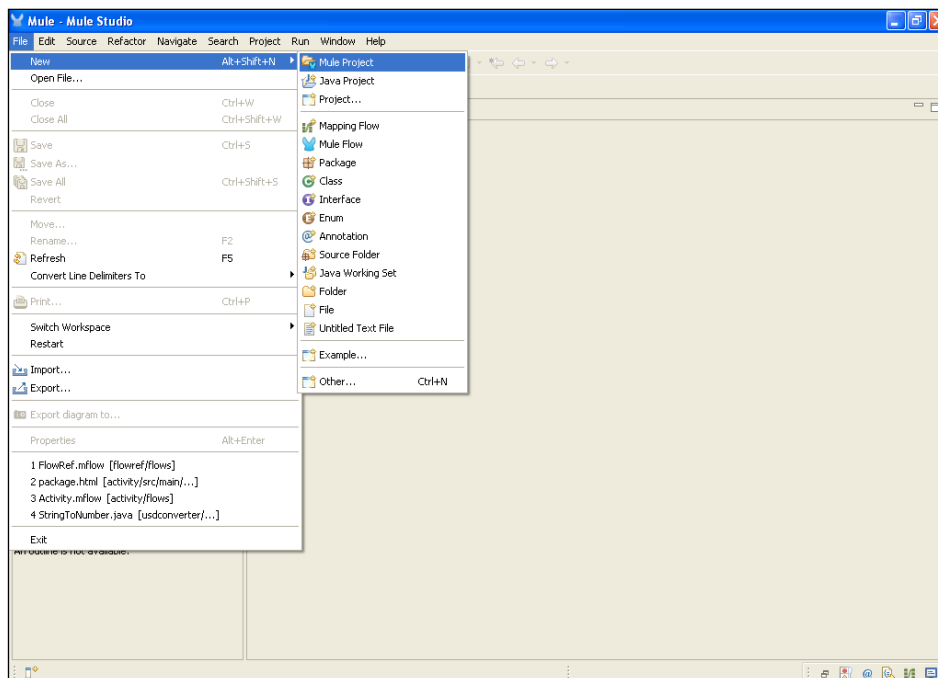 Mule - Mule Studio
File Edit Source Refactor Navigate Search Project Run Window Help
New Alt+Shift+N
Open File...
Close Ctrl+W
Close All Ctrl+Shift+W
Save Ctrl+S
Save As...
Save All Ctrl+Shift+S
Revert
Move...
Rename... F2
Refresh F5
Convert Line Delimiters To
Print... Ctrl+P
Switch Workspace
Restart
Import...
Export...
Export diagram to...
Properties Alt+Enter
1 FlowRef.mflow [flowref/flows]
2 package.html [activity/src/main/...]
3 Activity.mflow [activity/flows]
4 StringToNumber.java [usdconverter/...]
Exit
Mule Project
Java Project
Project...
Mapping Flow
Mule Flow
Package
Class
Interface
Enum
Annotation
Source Folder
Java Working Set
Folder
File
Untitled Text File
Example...
Other... Ctrl+N
An outline is not available.